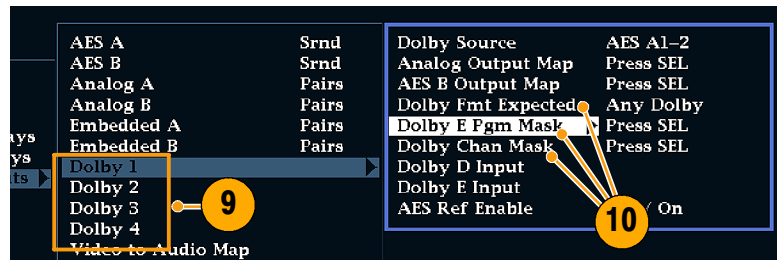 AES A Srnd
AES B Srnd
Analog A Pairs
Analog B Pairs
Embedded A Pairs
Embedded B Pairs
Dolby 1
Dolby 2
Dolby 3
Dolby 4
Video to Audio Map
ays
ys
ts
9
Dolby Source AES A1–2
Analog Output Map Press SEL
AES B Output Map Press SEL
Dolby Fmt Expected Any Dolby
Dolby E Pgm Mask Press SEL
Dolby Chan Mask Press SEL
Dolby D Input
Dolby E Input
AES Ref Enable / On
10